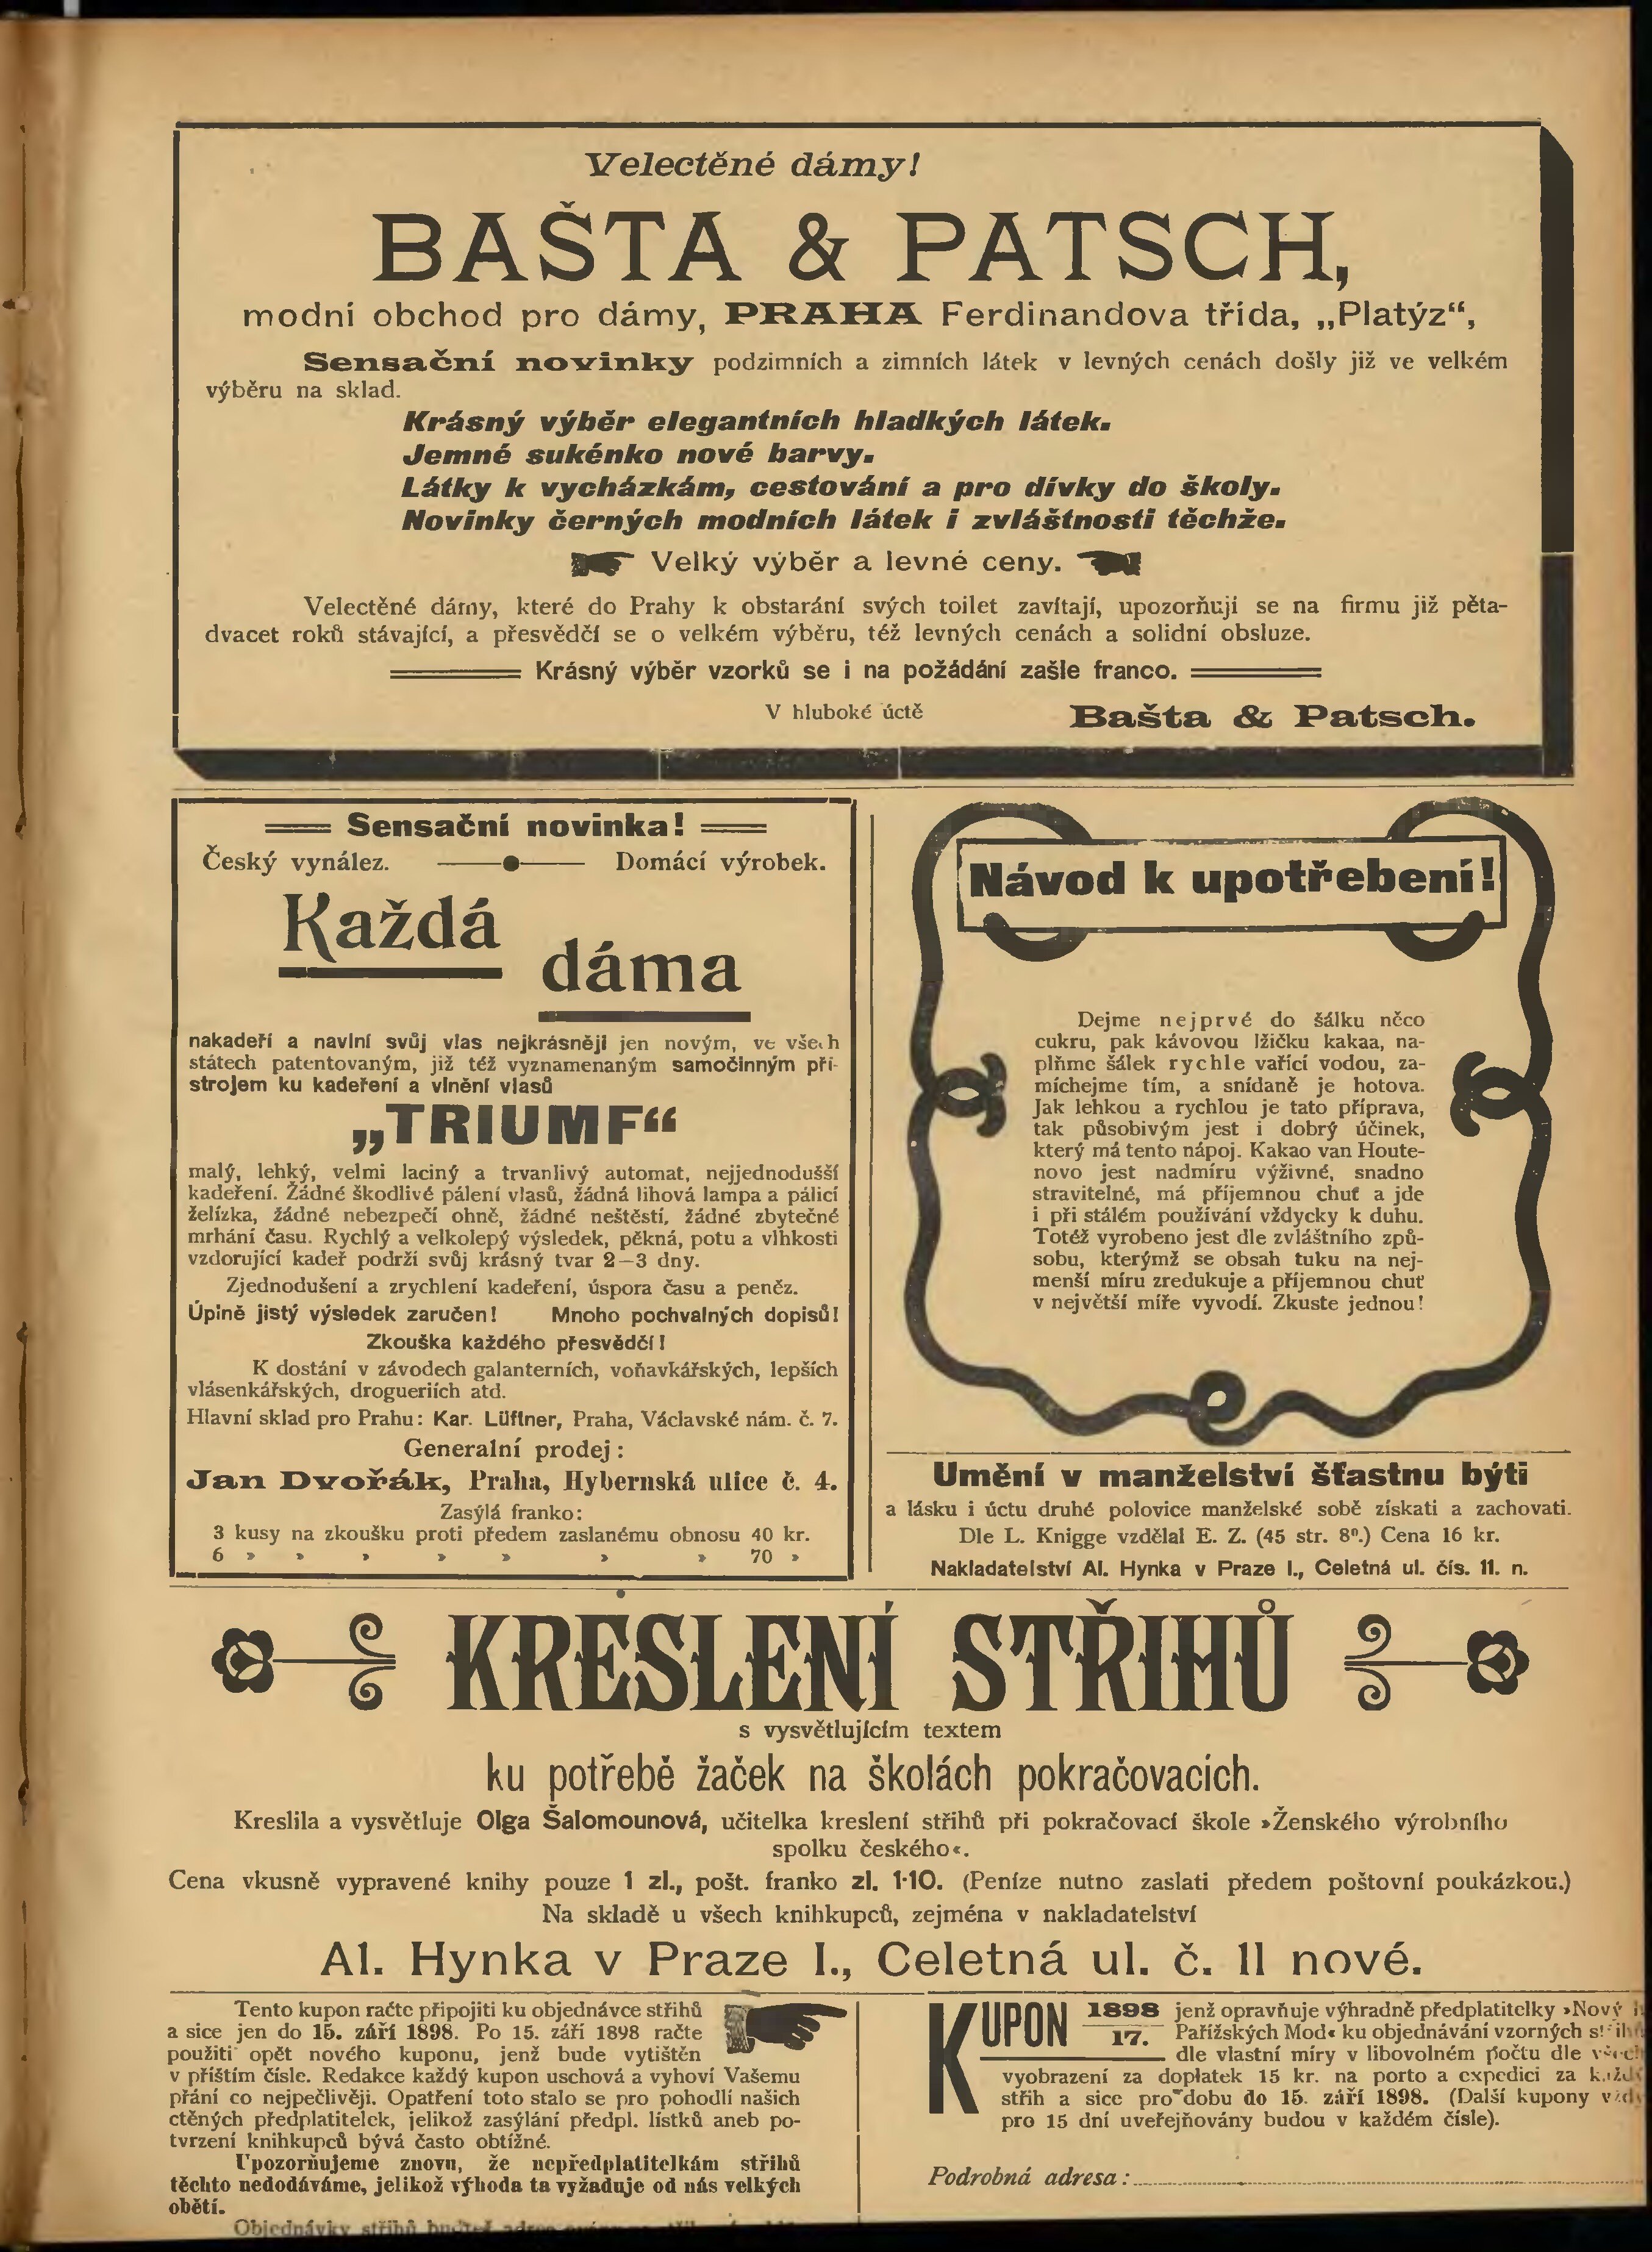 Velectěné dámy!
BAŠTA & PATSCH,
modní obchod pro dámy, PRAHA Ferdinandova třída, „Platýz“,
Sensační novinky podzimních a zimních látek v levných cenách došly již ve velkém
výběru na sklad.
Krásný výběr elegantních hladkých látek.
Jemné sukénko nové barvy.
Látky k vycházkám, cestování a pro dívky do školy.
Novinky černých modních látek i zvláštnosti těchže.
Velký výběr a levné ceny.
Velectěné dámy, které do Prahy k obstarání svých toilet zavítají, upozorňují se na firmu již pěta-
dvacet roků stávající, a přesvědčí se o velkém výběru, též levných cenách a solidní obsluze.
Krásný výběr vzorků se i na požádání zašle franco.
V hluboké úctě Bašta & Patsch.
Sensační novinka!
Český vynález. Domácí výrobek.
Každá
dáma
nakadeří a navlní svůj vlas nejkrásněji jen novým, ve všech
státech patentovaným, již též vyznamenaným samočinným pří-
strojem ku kadeření a vlnění vlasů
„TRIUMF“
malý, lehký, velmi laciný a trvanlivý automat, nejjednodušší
kadeření. Žádné škodlivé pálení vlasů, žádná lihová lampa a pálicí
želízka, žádné nebezpečí ohně, žádné neštěstí, žádné zbytečné
mrhání času. Rychlý a velkolepý výsledek, pěkná, potu a vlhkosti
vzdorující kadeř podrží svůj krásný tvar 2—3 dny.
Zjednodušení a zrychlení kadeření, úspora času a peněz.
Úplně jistý výsledek zaručen! Mnoho pochvalných dopisů!
Zkouška každého přesvědčí!
K dostání v závodech galanterních, voňavkářských, lepších
vlásenkářských, drogueriích atd.
Hlavní sklad pro Prahu: Kar. Lüftner, Praha, Václavské nám. č. 7.
Generalní prodej:
Jan Dvořák, Praha, Hybernská ulice č. 4.
Zasýlá franko:
3 kusy na zkoušku proti předem zaslanému obnosu 40 kr.
6 » » » » » » » 70 »
Návod k upotřebení!
Dejme nejprvé do šálku něco
cukru, pak kávovou lžičku kakaa, na-
plňme šálek rychle vařící vodou, za-
míchejme tím, a snídaně je hotova.
Jak lehkou a rychlou je tato příprava,
tak působivým jest i dobrý účinek,
který má tento nápoj. Kakao van Houte-
novo jest nadmíru výživné, snadno
stravitelné, má příjemnou chuť a jde
i při stálém používání vždycky k duhu.
Totéž vyrobeno jest dle zvláštního způ-
sobu, kterýmž se obsah tuku na nej-
menší míru zredukuje a příjemnou chuť
v největší míře vyvodí. Zkuste jednou!
Umění v manželství šťastnu býti
a lásku i úctu druhé polovice manželské sobě získati a zachovati.
Dle L. Knigge vzdělal E. Z. (45 str. 8⁰.) Cena 16 kr.
Nakladatelství Al. Hynka v Praze I., Celetná ul. čís. 11. n.
KRESLENÍ STŘIHŮ
s vysvětlujícím textem
ku potřebě žaček na školách pokračovacích.
Kreslila a vysvětluje Olga Šalomounová, učitelka kreslení střihů při pokračovací škole »Ženského výrobního
spolku českého«.
Cena vkusně vypravené knihy pouze 1 zl., pošt. franko zl. 1·10. (Peníze nutno zaslati předem poštovní poukázkou.)
Na skladě u všech knihkupců, zejména v nakladatelství
Al. Hynka v Praze I., Celetná ul. č. 11 nové.
Tento kupon račte připojiti ku objednávce střihů
a sice jen do 15. září 1898. Po 15. září 1898 račte
použiti opět nového kuponu, jenž bude vytištěn
v příštím čísle. Redakce každý kupon uschová a vyhoví Vašemu
přání co nejpečlivěji. Opatření toto stalo se pro pohodlí našich
ctěných předplatitelek, jelikož zasýlání předpl. lístků aneb po-
tvrzení knihkupců bývá často obtížné.
Upozorňujeme znovu, že nepředplatitelkám střihů
těchto nedodáváme, jelikož výhoda ta vyžaduje od nás velkých
obětí.
Objednávky střihů
KUPON 1898 17. jenž opravňuje výhradně předplatitelky »Nový
Pařížských Mod« ku objednávání vzorných
dle vlastní míry v libovolném počtu dle
vyobrazení za doplatek 15 kr. na porto a expedici za
střih a sice pro dobu do 15. září 1898. (Další kupony
pro 15 dní uveřejňovány budou v každém čísle).
Podrobná adresa: